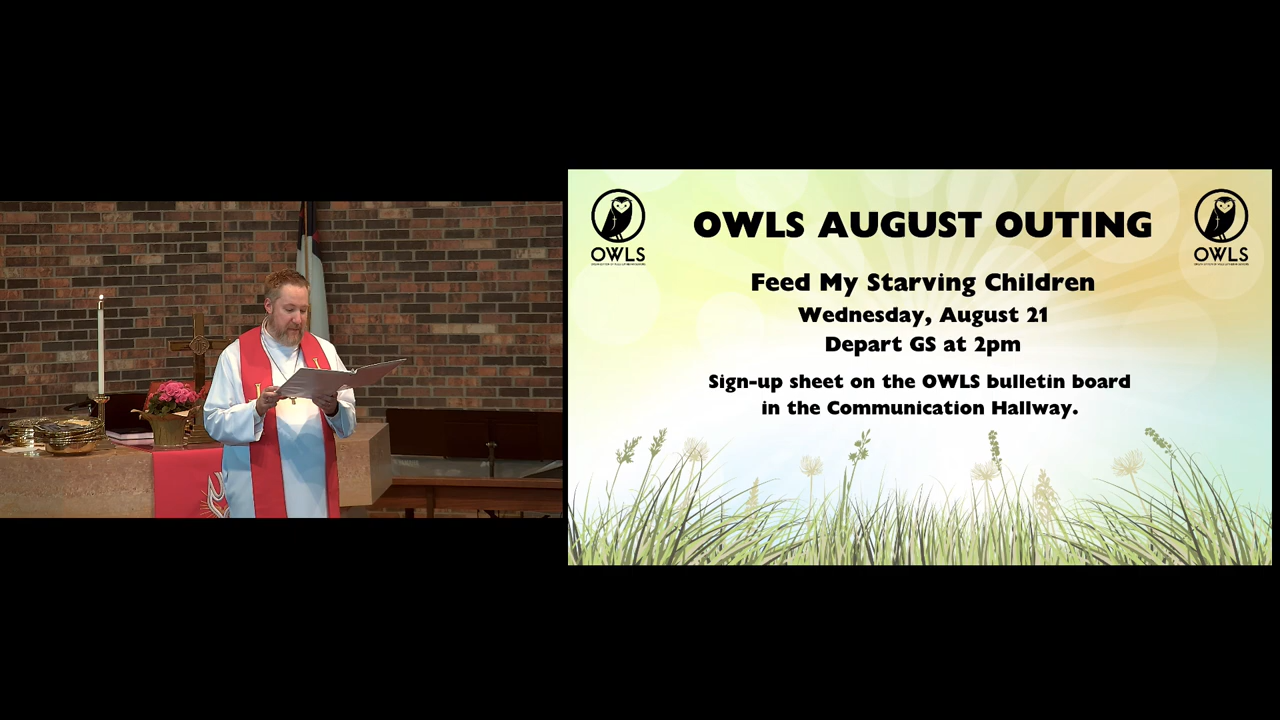 OWLS AUGUST OUTING
Feed My Starving Children
Wednesday, August 21
Depart GS at 2pm
Sign-up sheet on the OWLS bulletin board
in the Communication Hallway.
OWLS
OWLS